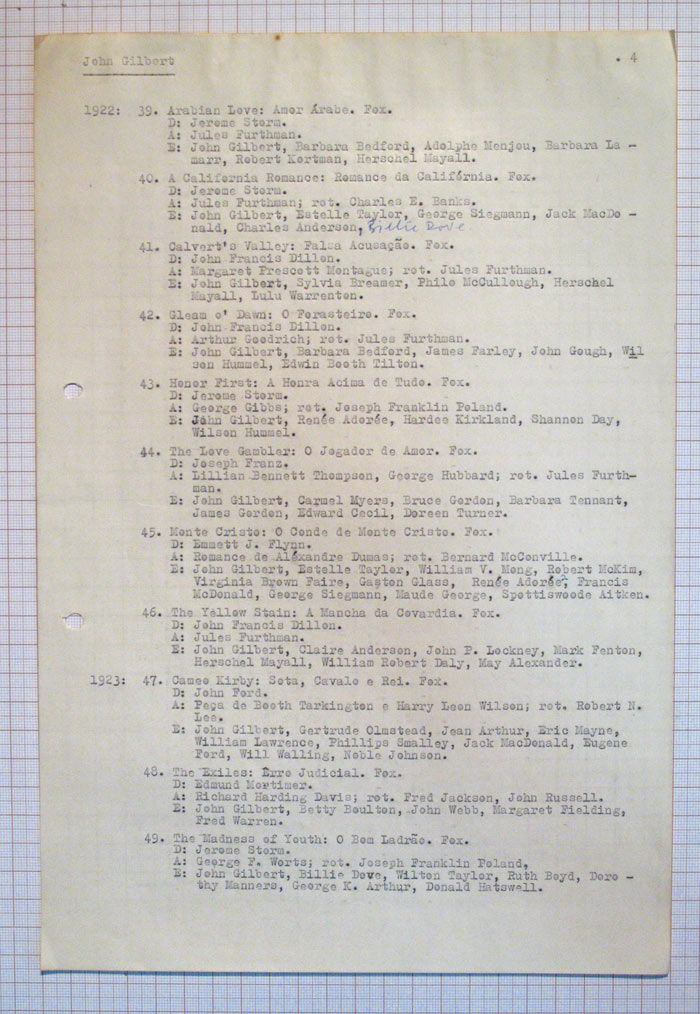 John Gilbert
. 4
1922: 39. Arabian Love: Amor Árabe. Fox.
D: Jerome Storm.
A: Jules Furthman.
E: John Gilbert, Barbara Bedford, Adolphe Menjou, Barbara La -
marr, Robert Kortman, Herschel Mayall.
40. A California Romance: Romance da Califórnia. Fox.
D: Jerome Storm.
A: Jules Furthman; rot. Charles E. Banks.
E: John Gilbert, Estelle Taylor, George Siegmann, Jack MacDo -
nald, Charles Anderson, Billie Dove.
41. Calvert's Valley: Falsa Acusação. Fox.
D: John Francis Dillon.
A: Margaret Prescott Montague; rot. Jules Furthman.
E: John Gilbert, Sylvia Breamer, Philo McCullough, Herschel
Mayall, Lulu Warrenton.
42. Gleam o' Dawn: O Forasteiro. Fox.
D: John Francis Dillon.
A: Arthur Goodrich; rot. Jules Furthman.
E: John Gilbert, Barbara Bedford, James Farley, John Gough, Wil
son Hummel, Edwin Booth Tilton.
43. Honor First: A Honra Acima de Tudo. Fox.
D: Jerome Storm.
A: George Gibbs; rot. Joseph Franklin Poland.
E: John Gilbert, Renée Adorée, Hardee Kirkland, Shannon Day,
Wilson Hummel.
44. The Love Gambler: O Jogador de Amor. Fox.
D: Joseph Franz.
A: Lillian Bennett Thompson, George Hubbard; rot. Jules Furth-
man.
E: John Gilbert, Carmel Myers, Bruce Gordon, Barbara Tennant,
James Gordon, Edward Cecil, Doreen Turner.
45. Monte Cristo: O Conde de Monte Cristo. Fox.
D: Emmett J. Flynn.
A: Romance de Aléxandre Dumas; rot. Bernard McConville.
E: John Gilbert, Estelle Taylor, William V. Mong, Robert McKim,
Virginia Brown Faire, Gaston Glass, Renée Adorée, Francis
McDonald, George Siegmann, Maude George, Spottiswoode Aitken.
46. The Yellow Stain: A Mancha da Covardia. Fox.
D: John Francis Dillon.
A: Jules Furthman.
E: John Gilbert, Claire Anderson, John P. Lockney, Mark Fenton,
Herschel Mayall, William Robert Daly, May Alexander.
1923: 47. Cameo Kirby: Sota, Cavalo e Rei. Fox.
D: John Ford.
A: Peça de Booth Tarkington e Harry Leon Wilson; rot. Robert N.
Lee.
E: John Gilbert, Gertrude Olmstead, Jean Arthur, Eric Mayne,
William Lawrence, Phillips Smalley, Jack MacDonald, Eugene
Ford, Will Walling, Noble Johnson.
48. The Exiles: Erro Judicial. Fox.
D: Edmund Mortimer.
A: Richard Harding Davis; rot. Fred Jackson, John Russell.
E: John Gilbert, Betty Boulton, John Webb, Margaret Fielding,
Fred Warren.
49. The Madness of Youth: O Bom Ladrão. Fox.
D: Jerome Storm.
A: George F. Worts; rot. Joseph Franklin Poland,
E: John Gilbert, Billie Dove, Wilton Taylor, Ruth Boyd, Doro -
thy Manners, George K. Arthur, Donald Hatswell.